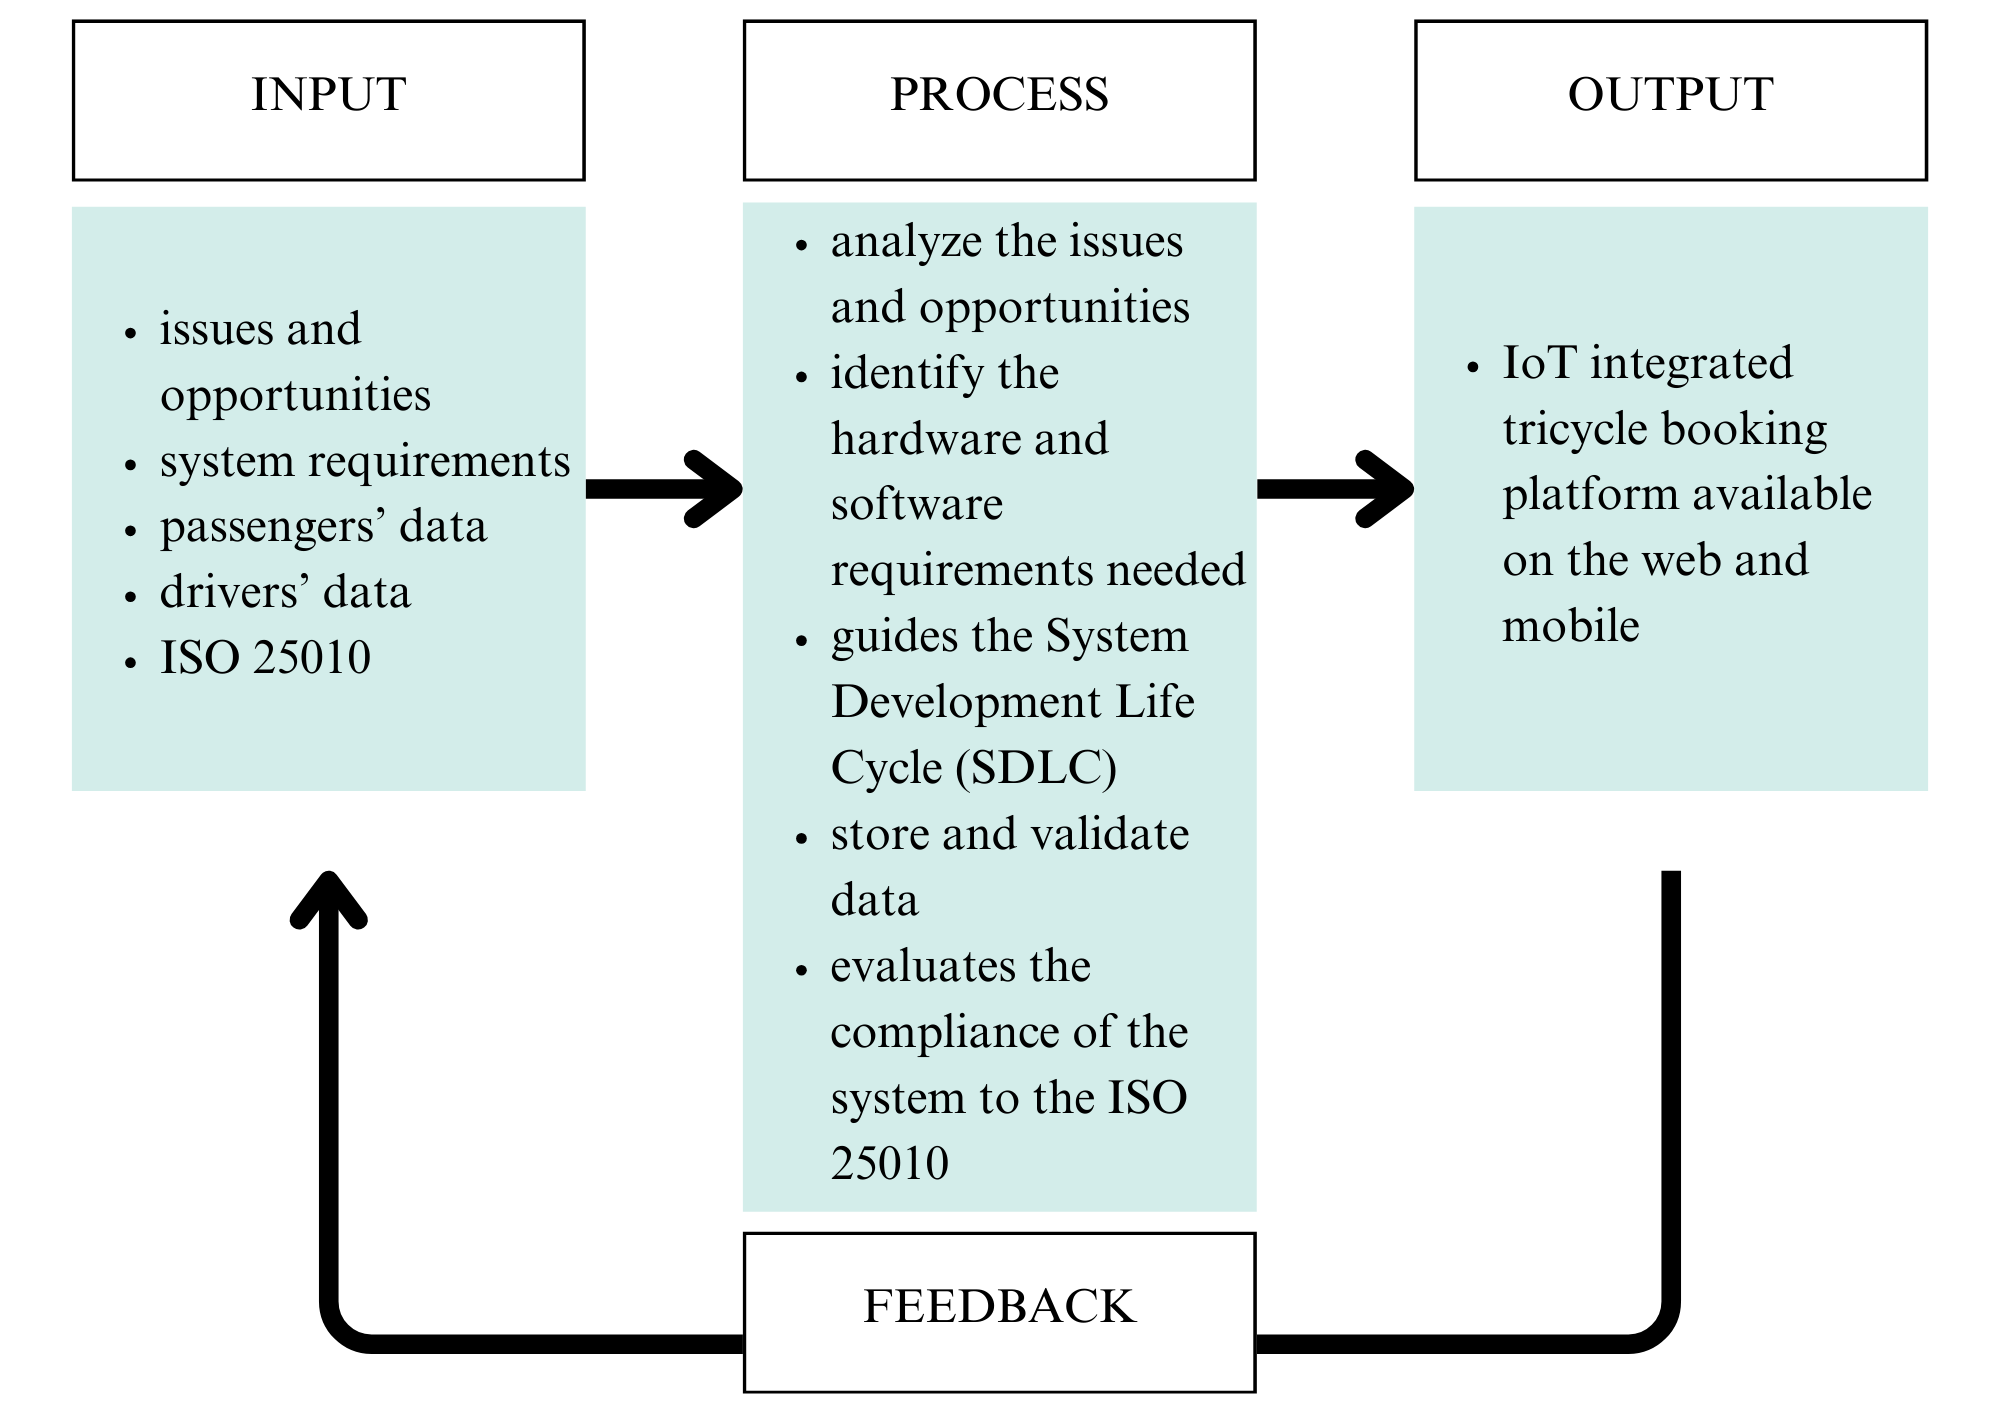 INPUT
issues and
opportunities
system requirements
passengers’ data
drivers’ data
ISO 25010
PROCESS
analyze the issues
and opportunities
identify the
hardware and
software
requirements needed
guides the System
Development Life
Cycle (SDLC)
store and validate
data
evaluates the
compliance of the
system to the ISO
25010
OUTPUT
IoT integrated
tricycle booking
platform available
on the web and
mobile
FEEDBACK